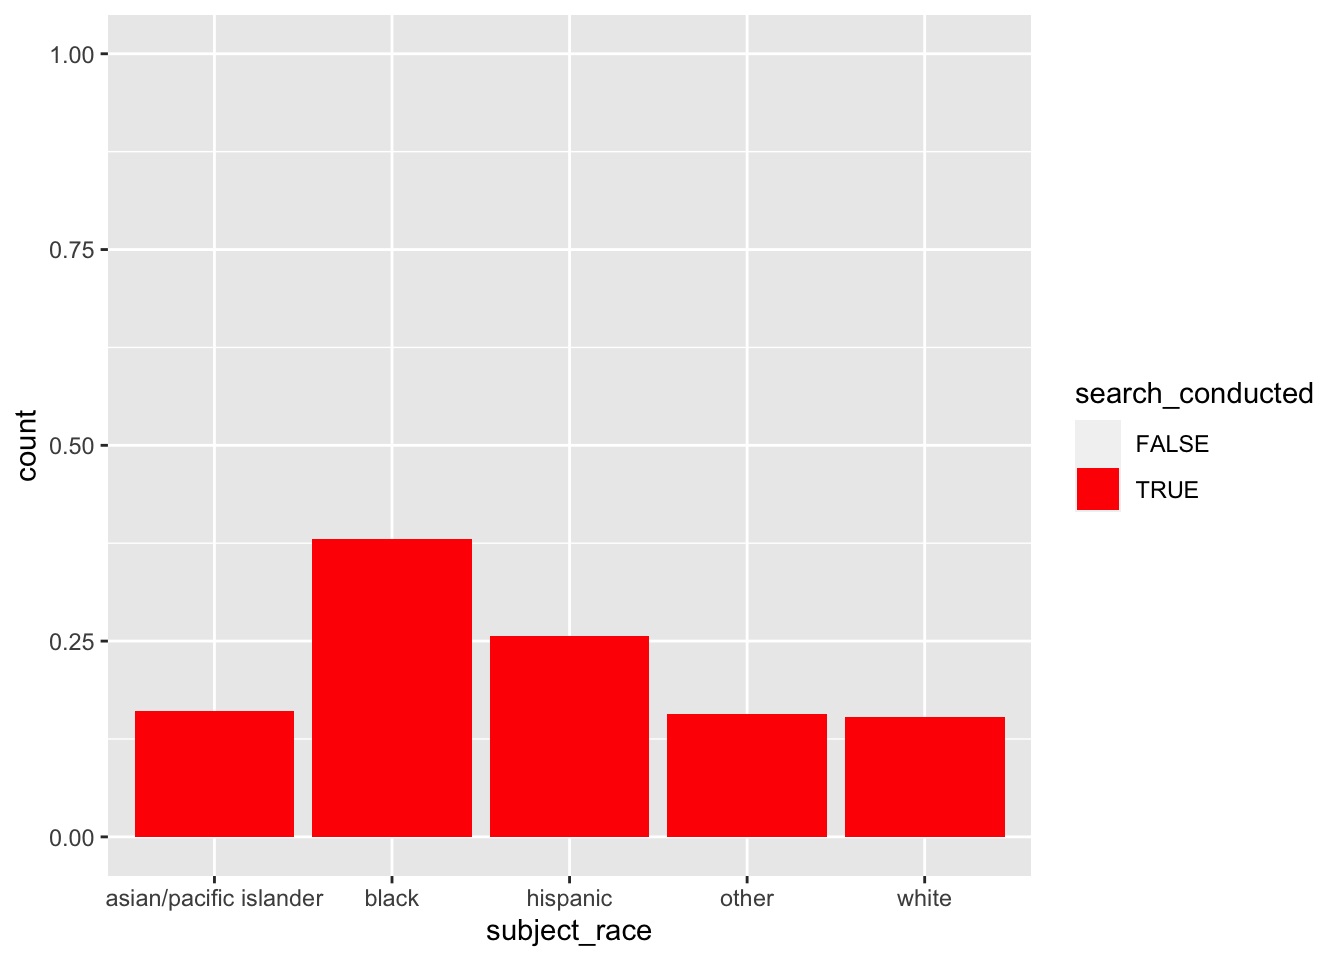 1.00
0.75
0.50
0.25
0.00
count
asian/pacific islander
black
hispanic
other
white
subject_race
search_conducted
FALSE
TRUE